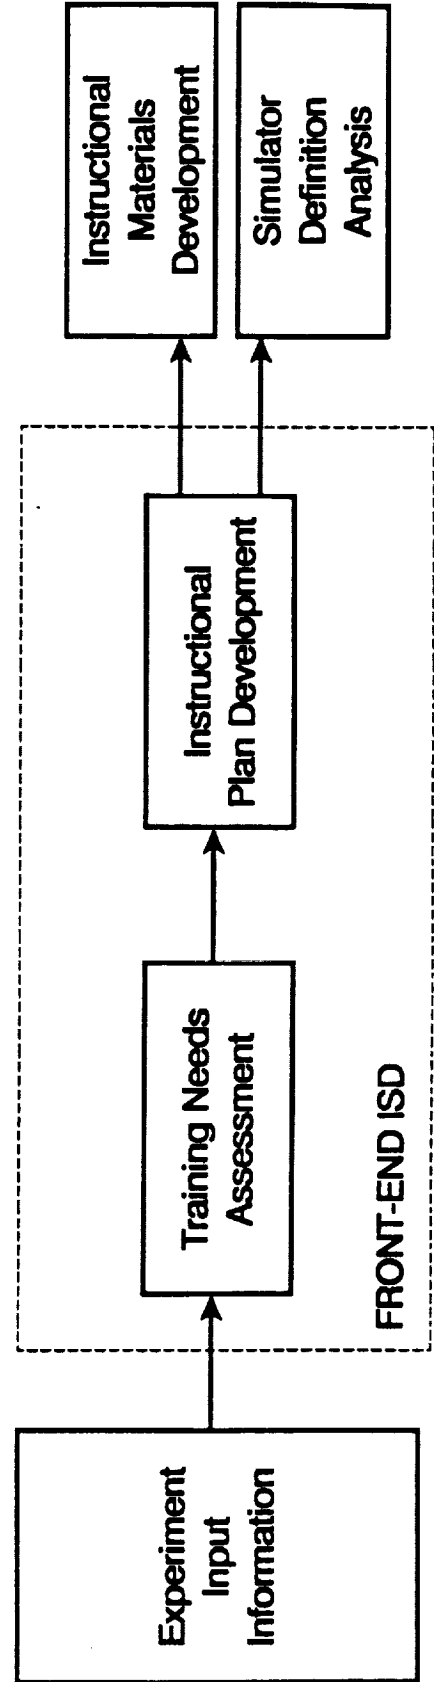 Experiment
Input
Information
Training Needs
Assessment
FRONT-END ISD
Instructional
Plan Development
Instructional
Materials
Development
Simulator
Definition
Analysis